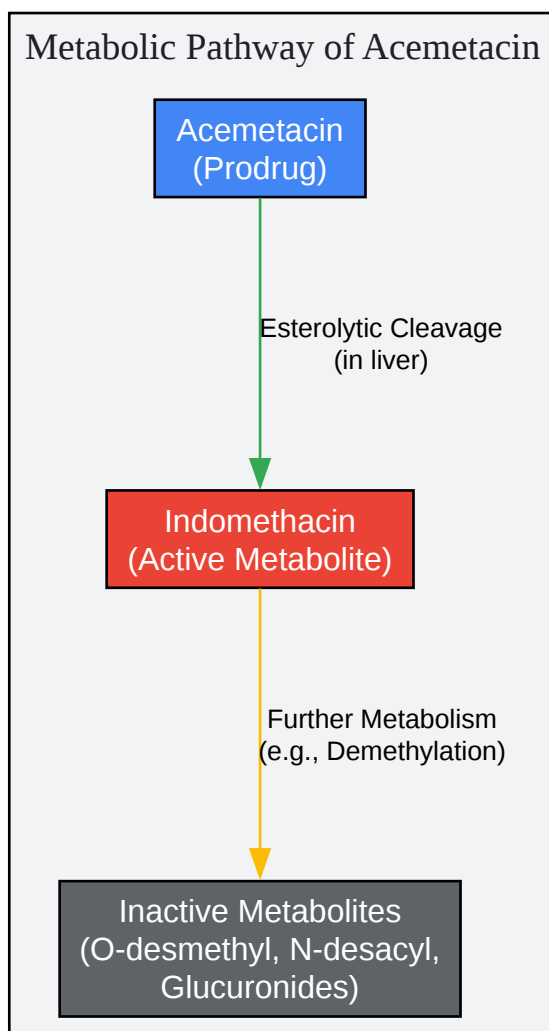 Metabolic Pathway of Acemetacin
Acemetacin
(Prodrug)
Esterolytic Cleavage
(in liver)
Indomethacin
(Active Metabolite)
Further Metabolism
(e.g., Demethylation)
Inactive Metabolites
(O-desmethyl, N-desacyl,
Glucuronides)